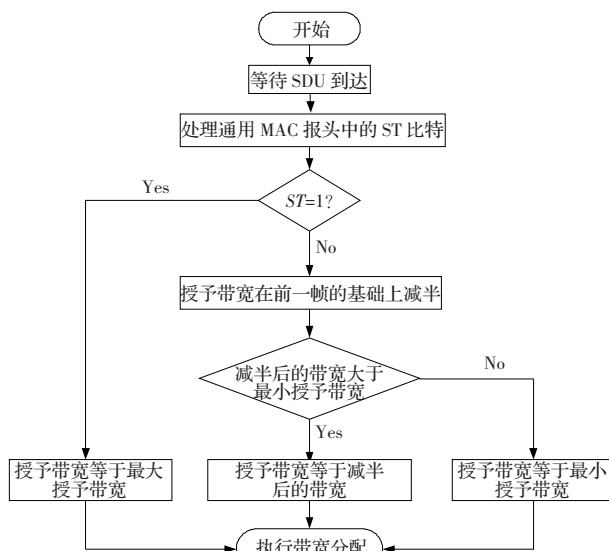 开始
等待 SDU 到达
处理通用 MAC 报头中的 ST 比特
Yes
ST=1?
No
授予带宽在前一帧的基础上减半
减半后的带宽大于
最小授予带宽
No
Yes
授予带宽等于最大
授予带宽
授予带宽等于减半
后的带宽
授予带宽等于最小
授予带宽
执行带宽分配